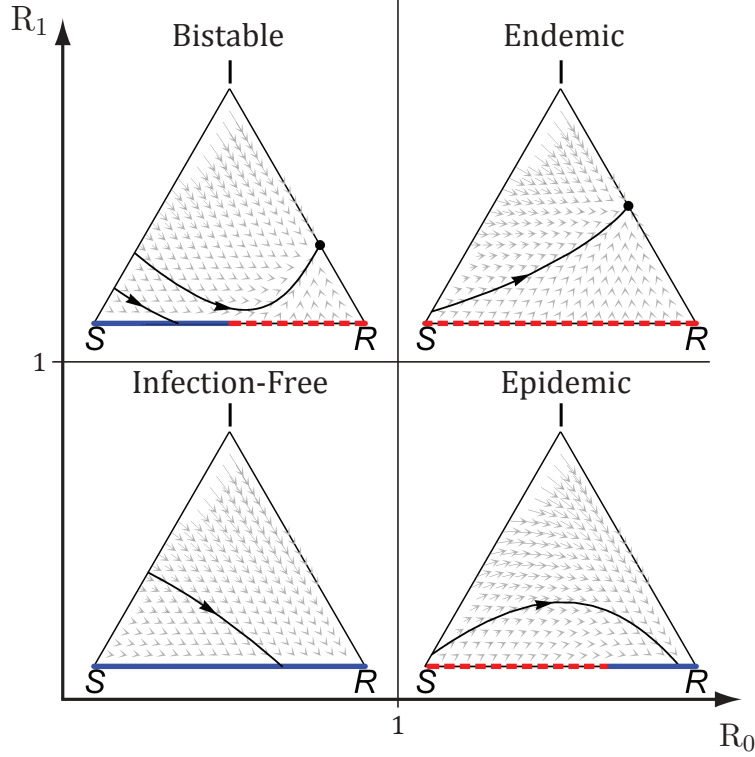 R1
Bistable
Endemic
I
I
S
R
S
R
1
Infection-Free
Epidemic
I
I
S
R
S
R
1
R0